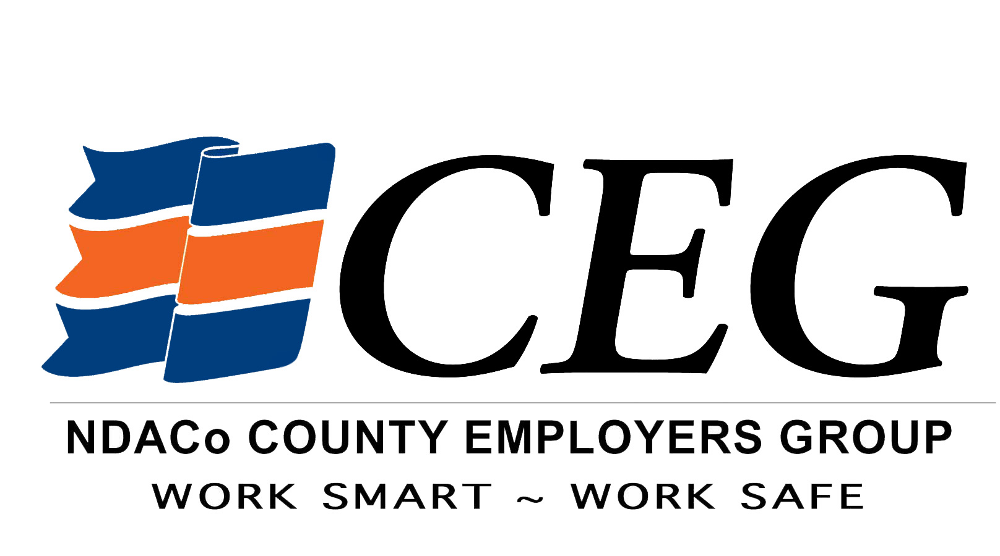 CEG
NDACo COUNTY EMPLOYERS GROUP
WORK SMART ~ WORK SAFE